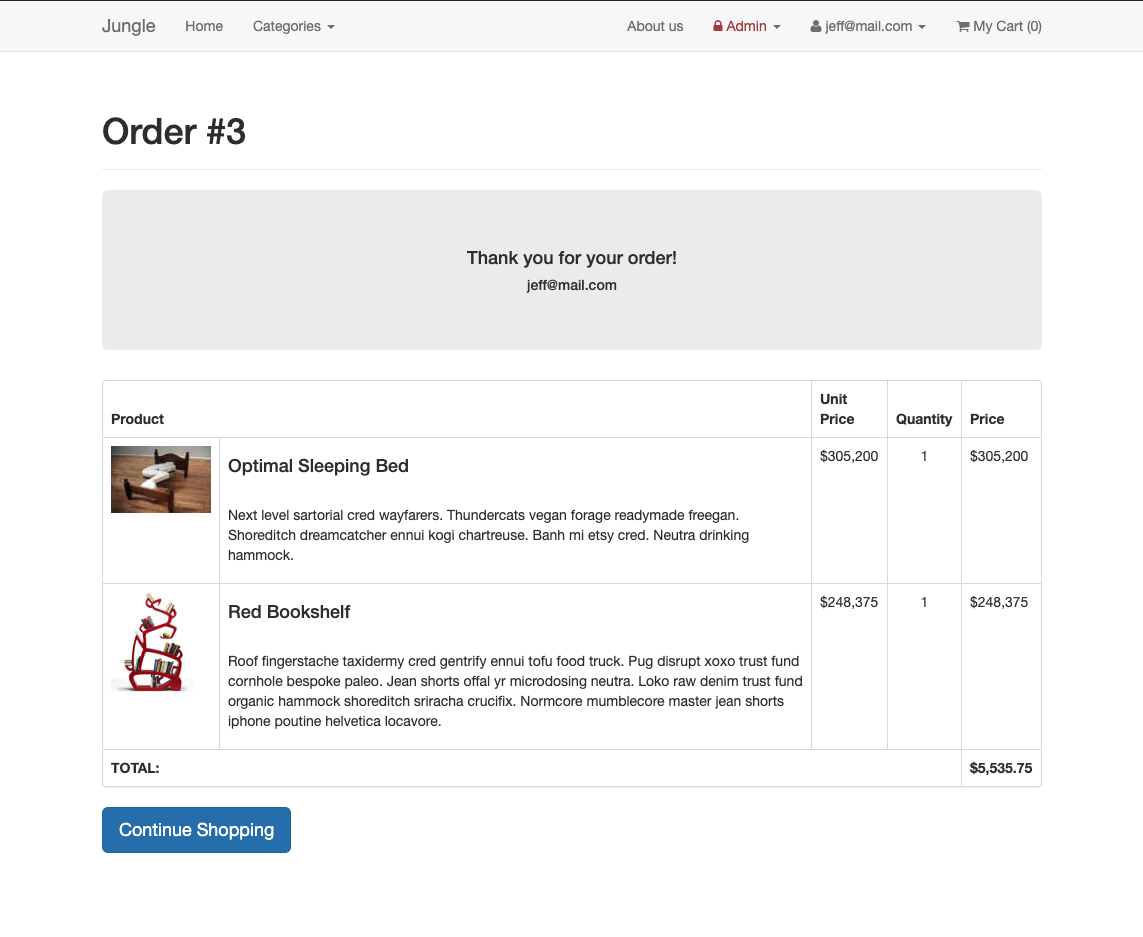 Jungle Home Categories About us Admin jeff@mail.com My Cart (0)
Order #3
Thank you for your order!
jeff@mail.com
Product Unit Price Quantity Price
Optimal Sleeping Bed $305,200 1 $305,200
Next level sartorial cred wayfarers. Thundercats vegan forage readymade freegan.
Shoreditch dreamcatcher ennui kogi chartreuse. Banh mi etsy cred. Neutra drinking
hammock.
Red Bookshelf $248,375 1 $248,375
Roof fingerstache taxidermy cred gentrify ennui tofu food truck. Pug disrupt xoxo trust fund
cornhole bespoke paleo. Jean shorts offal yr microdosing neutra. Loko raw denim trust fund
organic hammock shoreditch sriracha crucifix. Normcore mumblecore master jean shorts
iphone poutine helvetica locavore.
TOTAL: $5,535.75
Continue Shopping